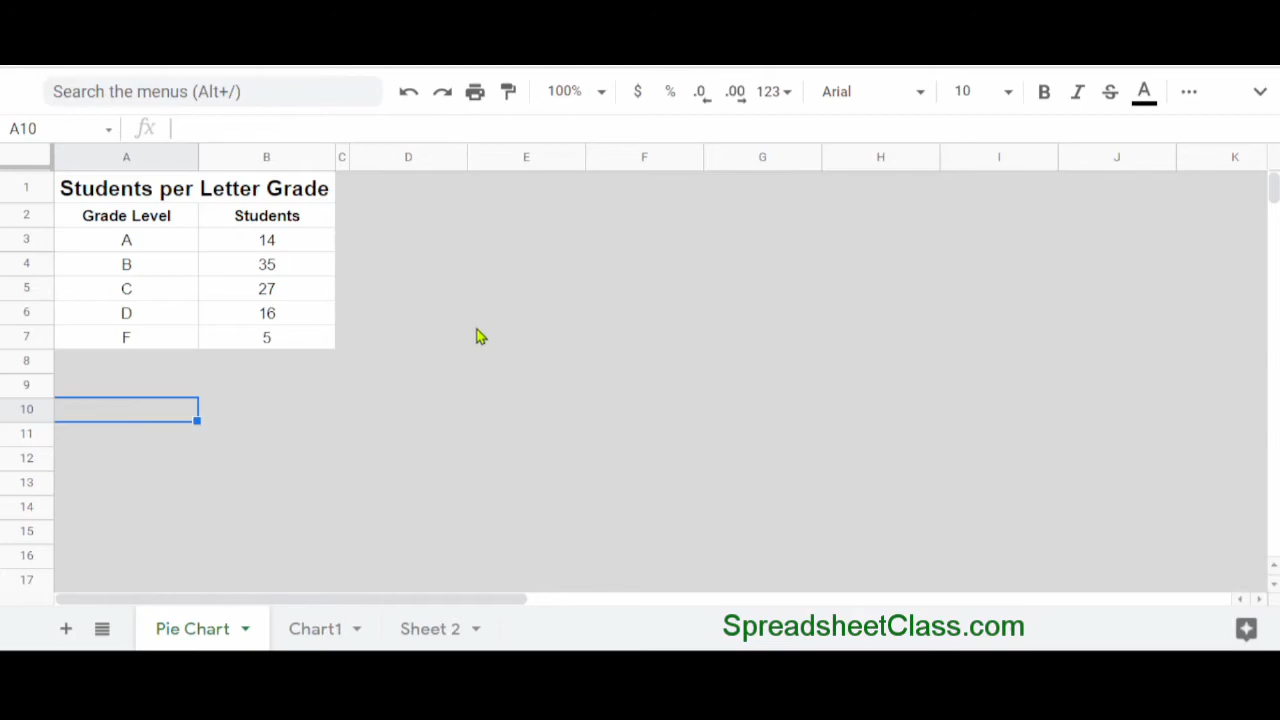 Search the menus (Alt+/) 100% $ % .0 .00 123 Arial 10 B I S A
A10 fx
A B C D E F G H I J K
1 Students per Letter Grade
2 Grade Level Students
3 A 14
4 B 35
5 C 27
6 D 16
7 F 5
8
9
10
11
12
13
14
15
16
17
+ Pie Chart Chart1 Sheet 2 SpreadsheetClass.com